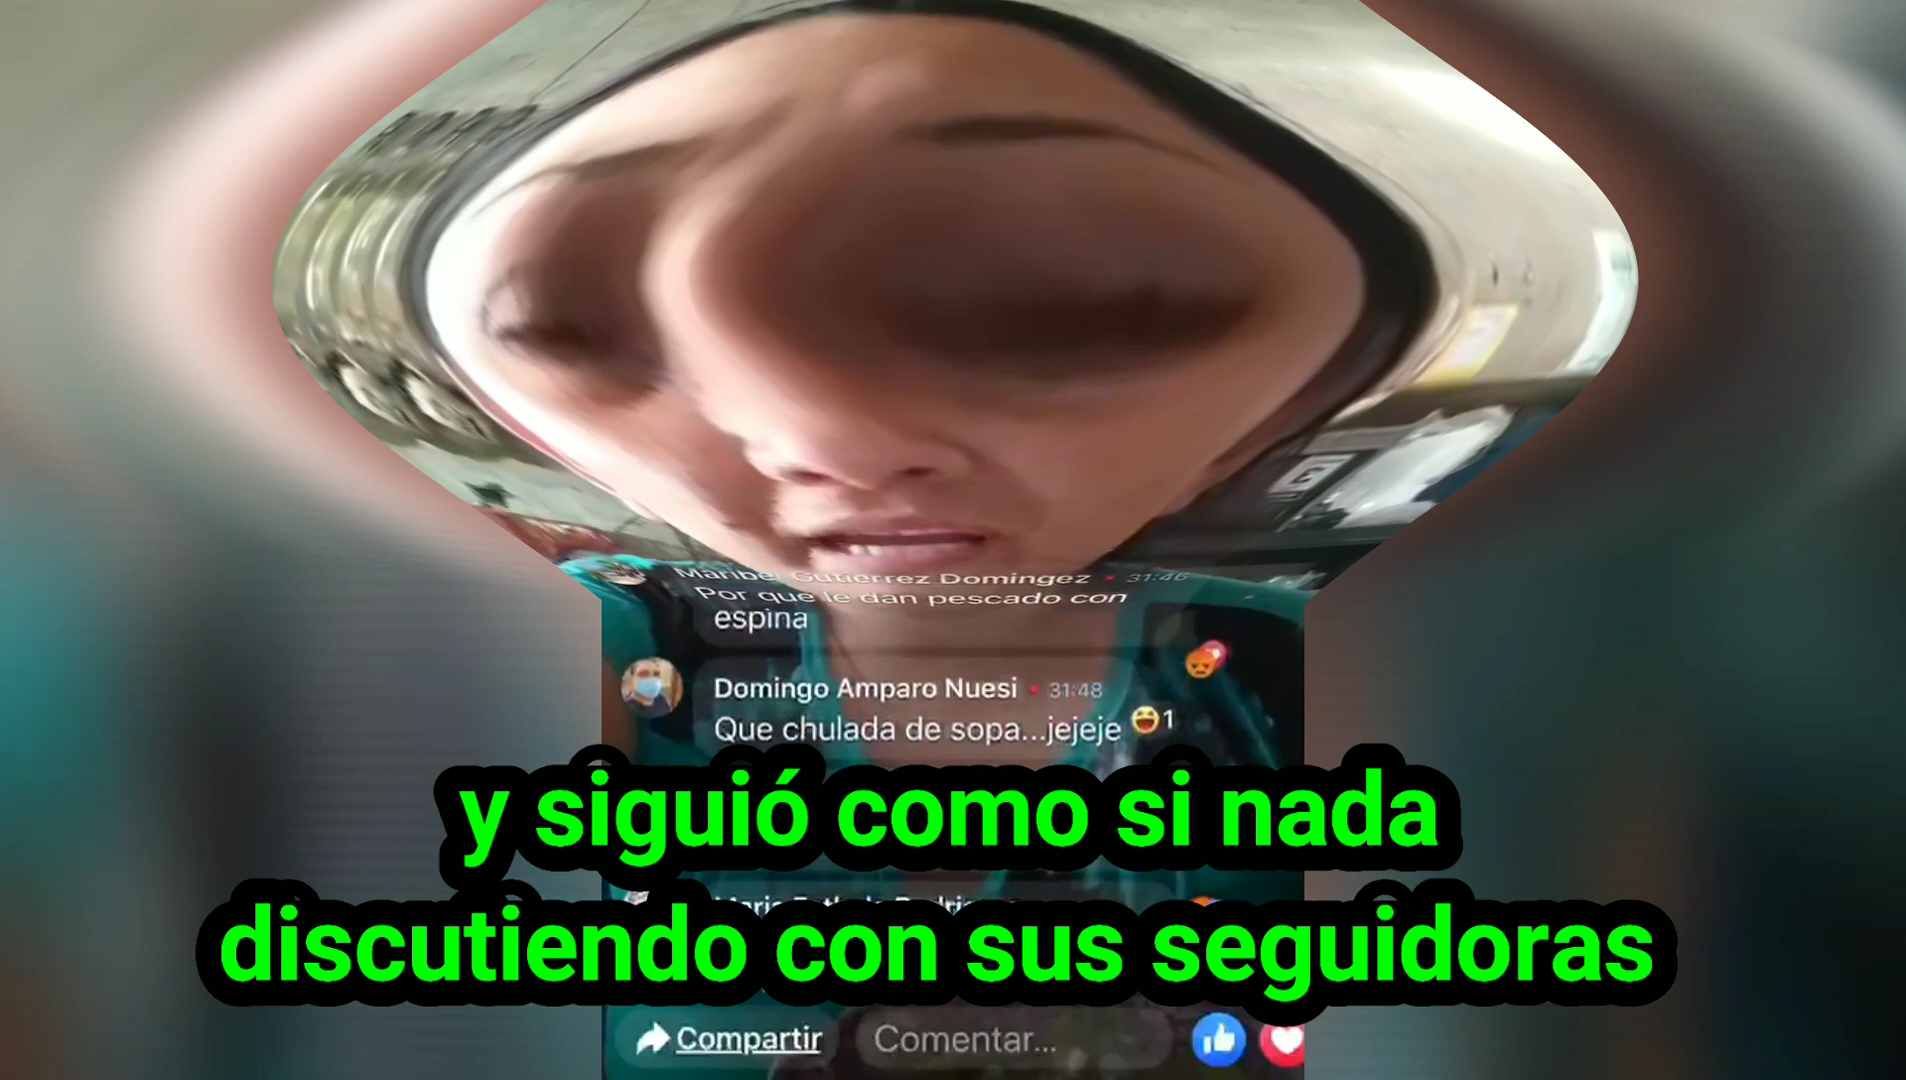 Maribel Gutierrez Domingez • 31:46
Por que le dan pescado con
espina
Domingo Amparo Nuesi • 31:48
Que chulada de sopa...jejeje 1
y siguió como si nada
discutiendo con sus seguidoras
Compartir Comentar...